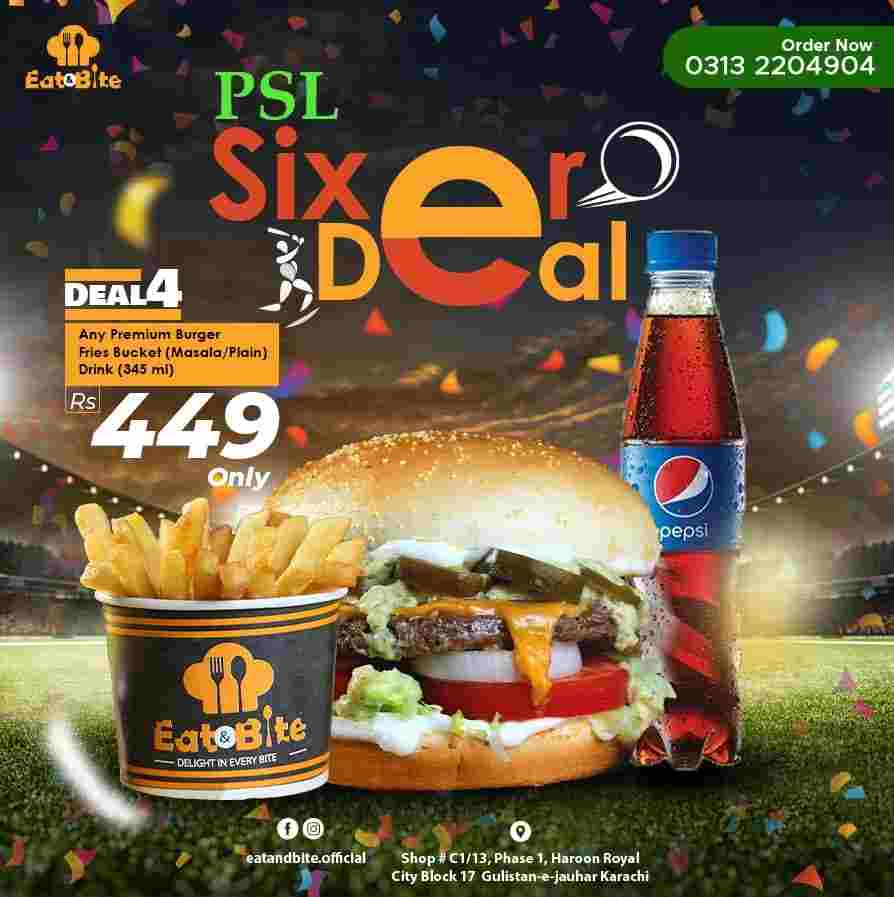 Eat&Bite
Order Now
0313 2204904
PSL
Sixer
Deal
DEAL4
Any Premium Burger
Fries Bucket (Masala/Plain)
Drink (345 ml)
Rs
449
Only
pepsi
Eat&Bite
DELIGHT IN EVERY BITE
eatandbite.official
Shop # C1/13, Phase 1, Haroon Royal
City Block 17 Gulistan-e-jauhar Karachi